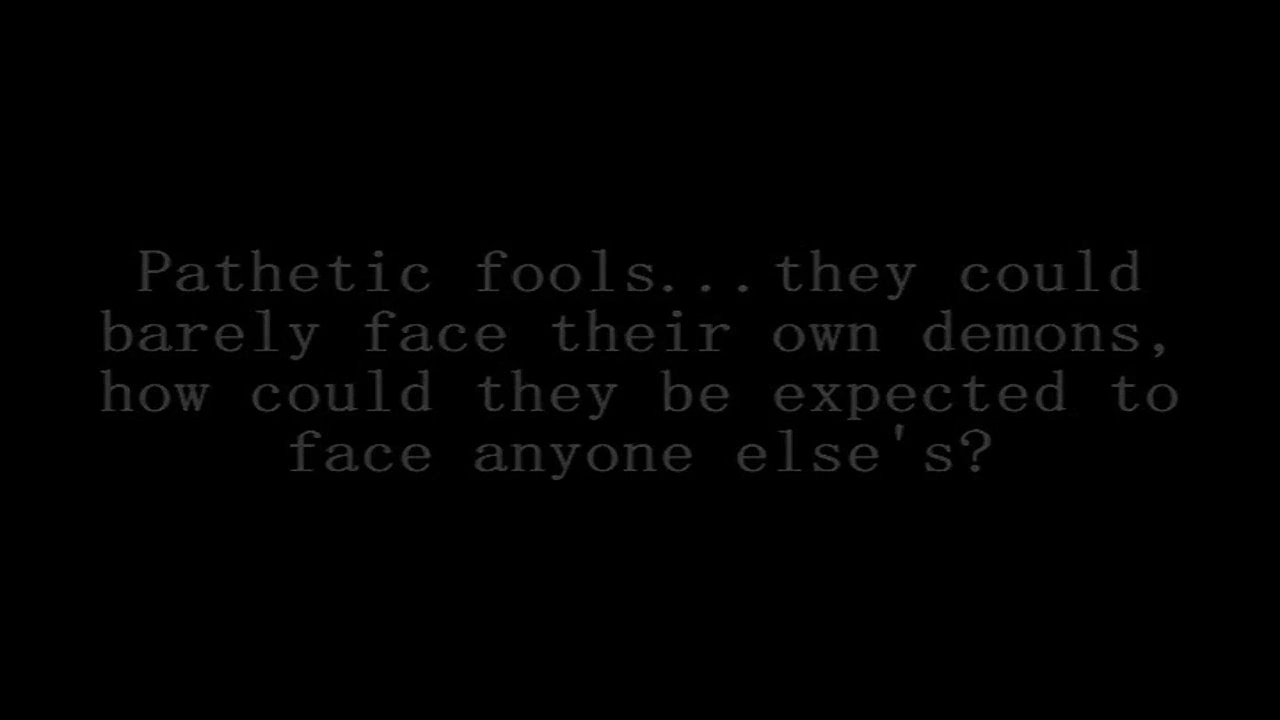 Pathetic fools...they could
barely face their own demons,
how could they be expected to
face anyone else's?